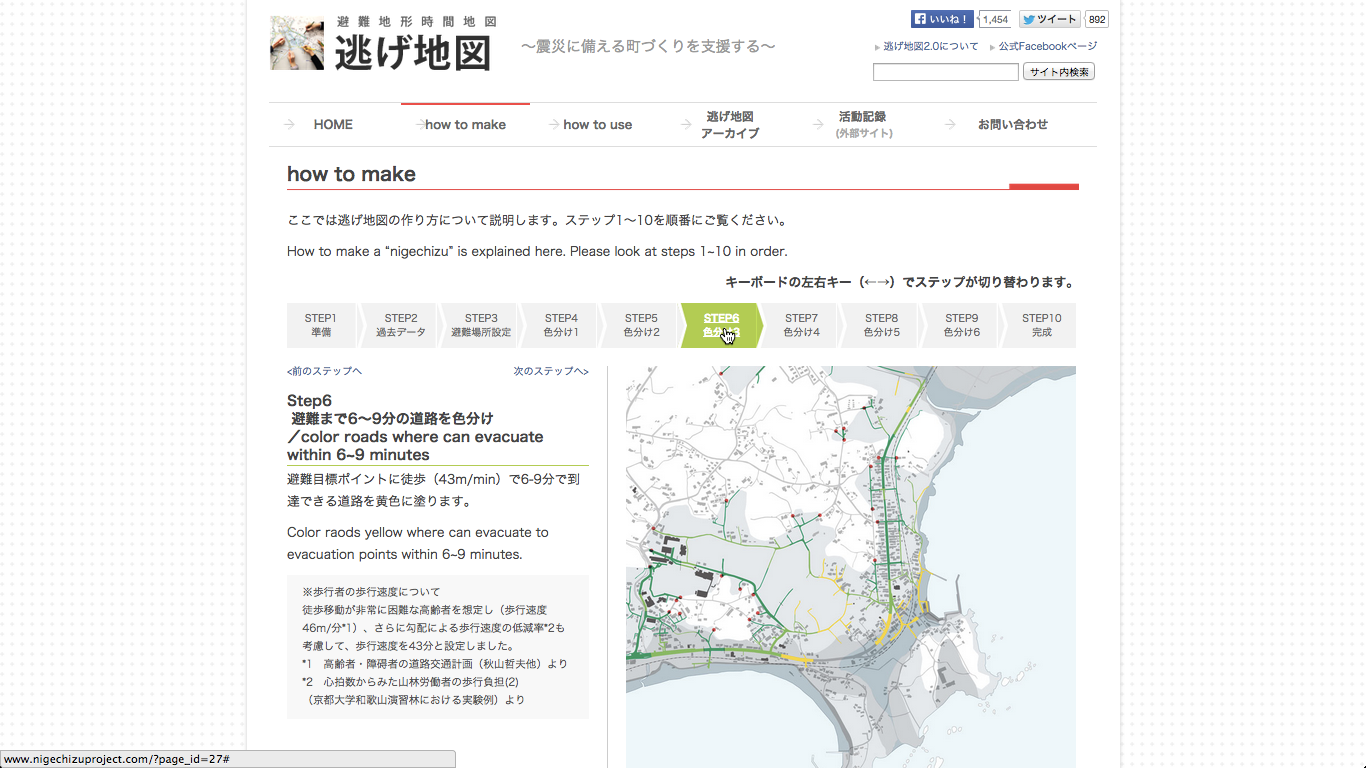 避難地形時間地図
逃げ地図
〜震災に備える町づくりを支援する〜
いいね！ 1,454 ツイート 892
逃げ地図2.0について 公式Facebookページ
サイト内検索
HOME
how to make
how to use
逃げ地図
アーカイブ
活動記録
(外部サイト)
お問い合わせ
how to make
ここでは逃げ地図の作り方について説明します。ステップ1〜10を順番にご覧ください。
How to make a “nigechizu” is explained here. Please look at steps 1~10 in order.
キーボードの左右キー（←→）でステップが切り替わります。
STEP1
準備
STEP2
過去データ
STEP3
避難場所設定
STEP4
色分け1
STEP5
色分け2
STEP6
色分け3
STEP7
色分け4
STEP8
色分け5
STEP9
色分け6
STEP10
完成
<前のステップへ 次のステップへ>
Step6
避難まで6〜9分の道路を色分け
／color roads where can evacuate
within 6~9 minutes
避難目標ポイントに徒歩（43m/min）で6-9分で到
達できる道路を黄色に塗ります。
Color raods yellow where can evacuate to
evacuation points within 6~9 minutes.
※歩行者の歩行速度について
徒歩移動が非常に困難な高齢者を想定し（歩行速度
46m/分*1）、さらに勾配による歩行速度の低減率*2も
考慮して、歩行速度を43分と設定しました。
*1　高齢者・障碍者の道路交通計画（秋山哲夫他）より
*2　心拍数からみた山林労働者の歩行負担(2)
（京都大学和歌山演習林における実験例）より
www.nigechizuproject.com/?page_id=27#